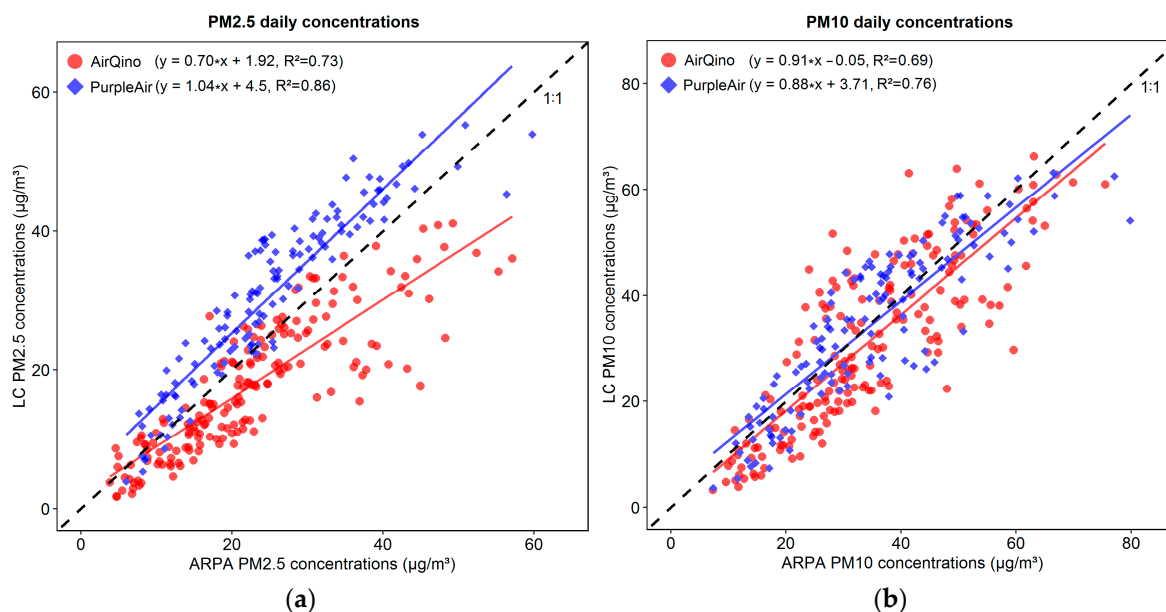 PM2.5 daily concentrations
AirQino (y = 0.70*x + 1.92, R²=0.73)
PurpleAir (y = 1.04*x + 4.5, R²=0.86)
1:1
LC PM2.5 concentrations (µg/m³)
60
40
20
0
0 20 40 60
ARPA PM2.5 concentrations (µg/m³)
(a)
PM10 daily concentrations
AirQino (y = 0.91*x −0.05, R²=0.69)
PurpleAir (y = 0.88*x + 3.71, R²=0.76)
1:1
LC PM10 concentrations (µg/m³)
80
60
40
20
0
0 20 40 60 80
ARPA PM10 concentrations (µg/m³)
(b)